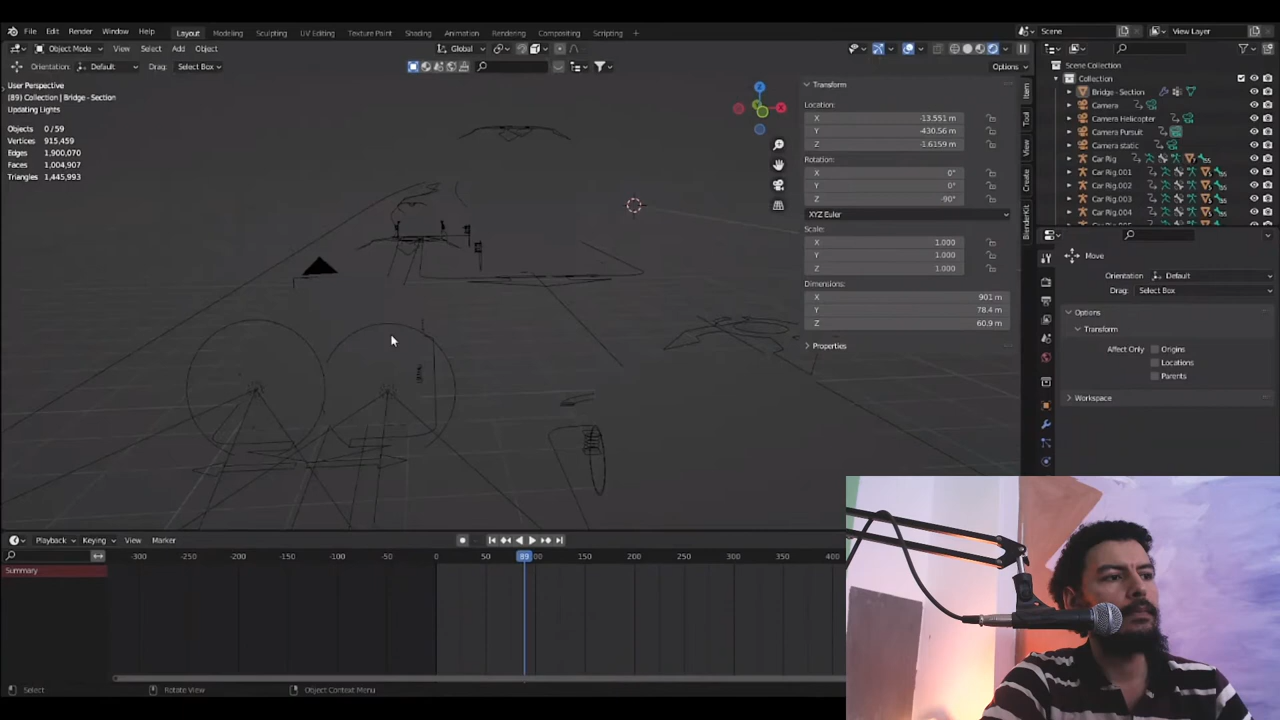 File Edit Render Window Help Layout Modeling Sculpting UV Editing Texture Paint Shading Animation Rendering Compositing Scripting + Scene View Layer
Object Mode View Select Add Object Global
Orientation: Default Drag: Select Box Options
User Perspective
(89) Collection | Bridge - Section
Updating Lights
Objects 0/59
Vertices 915,459
Edges 1,900,070
Faces 1,004,907
Triangles 1,445,993
Transform
Location:
X -13.551 m
Y -430.56 m
Z -1.6159 m
Rotation:
X 0°
Y 0°
Z -90°
XYZ Euler
Scale:
X 1.000
Y 1.000
Z 1.000
Dimensions:
X 901 m
Y 78.4 m
Z 60.9 m
Properties
Item
Tool
View
Create
BlenderKit
Scene Collection
Collection
Bridge - Section
Camera
Camera Helicopter
Camera Pursuit
Camera static
Car Rig
Car Rig.001
Car Rig.002
Car Rig.003
Car Rig.004
Move
Orientation Default
Drag: Select Box
Options
Transform
Affect Only Origins
Locations
Parents
Workspace
Playback Keying View Marker
-300 -250 -200 -150 -100 -50 0 50 89 00 150 200 250 300 350 400
Summary
Select Rotate View Object Context Menu